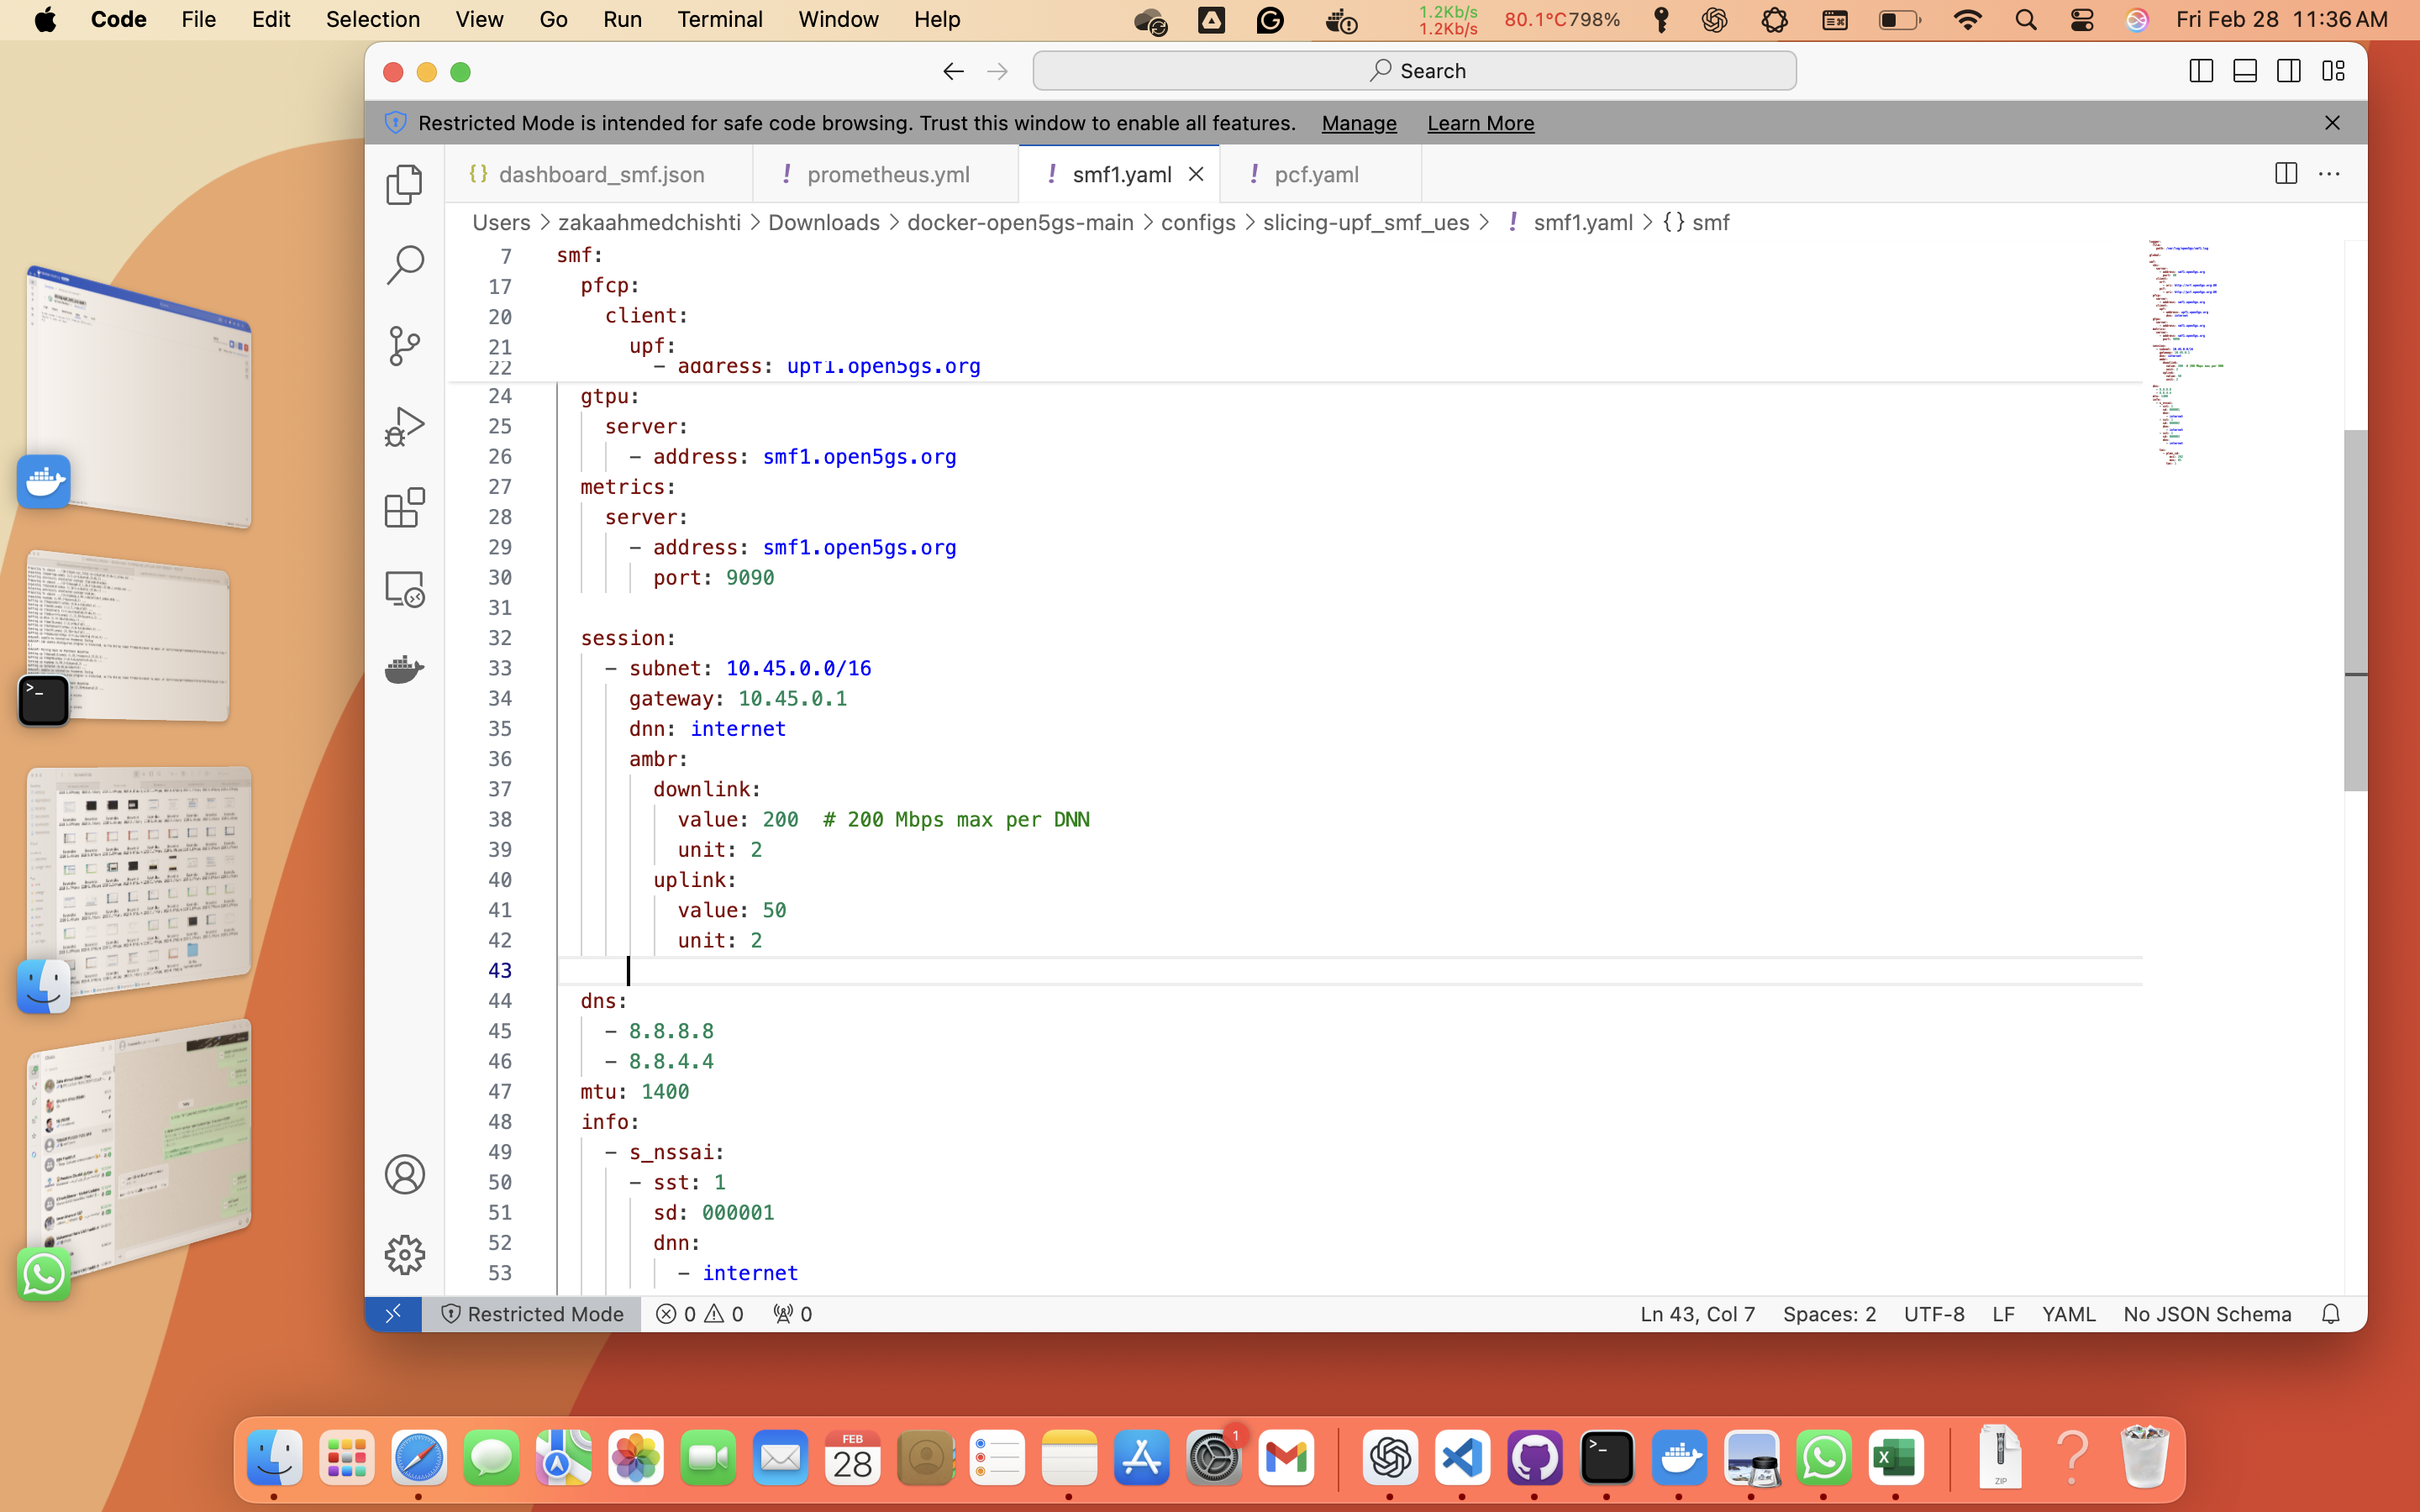 Code File Edit Selection View Go Run Terminal Window Help
1.2Kb/s
1.2Kb/s
80.1°C 798%
Fri Feb 28 11:36 AM
Search
Restricted Mode is intended for safe code browsing. Trust this window to enable all features. Manage Learn More
{} dashboard_smf.json ! prometheus.yml ! smf1.yaml ! pcf.yaml
Users > zakaahmedchishti > Downloads > docker-open5gs-main > configs > slicing-upf_smf_ues > ! smf1.yaml > {} smf
7 smf:
17 pfcp:
20 client:
21 upf:
22 - address: upf1.open5gs.org
24 gtpu:
25 server:
26 - address: smf1.open5gs.org
27 metrics:
28 server:
29 - address: smf1.open5gs.org
30 port: 9090
31
32 session:
33 - subnet: 10.45.0.0/16
34 gateway: 10.45.0.1
35 dnn: internet
36 ambr:
37 downlink:
38 value: 200 # 200 Mbps max per DNN
39 unit: 2
40 uplink:
41 value: 50
42 unit: 2
43
44 dns:
45 - 8.8.8.8
46 - 8.8.4.4
47 mtu: 1400
48 info:
49 - s_nssai:
50 - sst: 1
51 sd: 000001
52 dnn:
53 - internet
Restricted Mode 0 0 0 Ln 43, Col 7 Spaces: 2 UTF-8 LF YAML No JSON Schema
FEB
28
1
ZIP